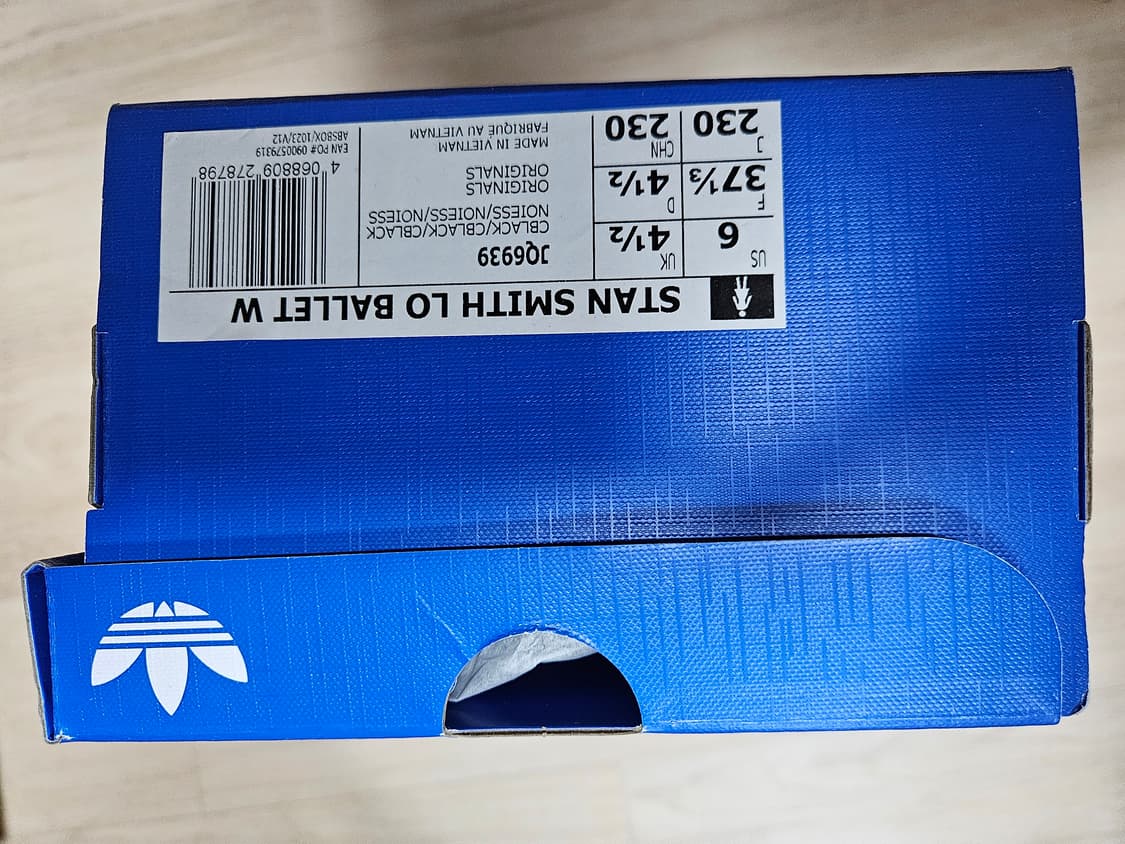 STAN SMITH LO BALLET W
US 6
UK 4½
F 37⅓
D 4½
J 230
CHN 230
JQ6939
CBLACK/CBLACK/CBLACK
NOIESS/NOIESS/NOIESS
ORIGINALS
ORIGINALS
MADE IN VIETNAM
FABRIQUÉ AU VIETNAM
4 068809 278798
EAN PO# 0900579319
ABSBOX/1023/V12